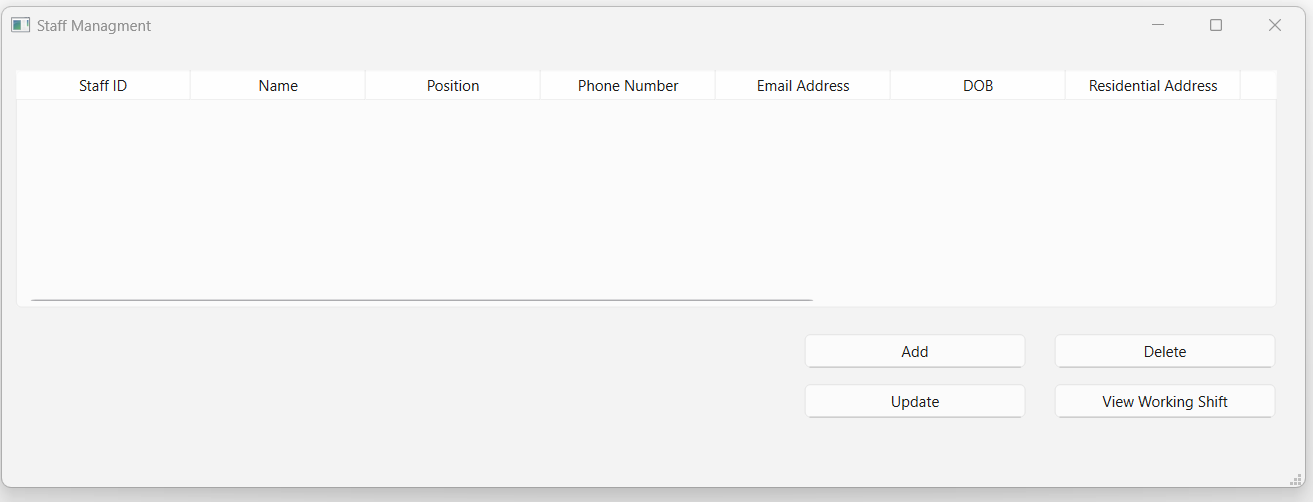 Staff Managment
Staff ID Name Position Phone Number Email Address DOB Residential Address
Add Delete
Update View Working Shift